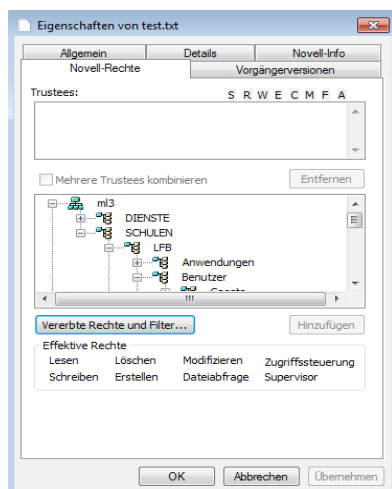 Eigenschaften von test.txt
Allgemein Details Novell-Info
Novell-Rechte Vorgängerversionen
Trustees: S R W E C M F A
Mehrere Trustees kombinieren Entfernen
ml3
DIENSTE
SCHULEN
LFB
Anwendungen
Benutzer
Vererbte Rechte und Filter... Hinzufügen
Effektive Rechte
Lesen Löschen Modifizieren Zugriffssteuerung
Schreiben Erstellen Dateiabfrage Supervisor
OK Abbrechen Übernehmen